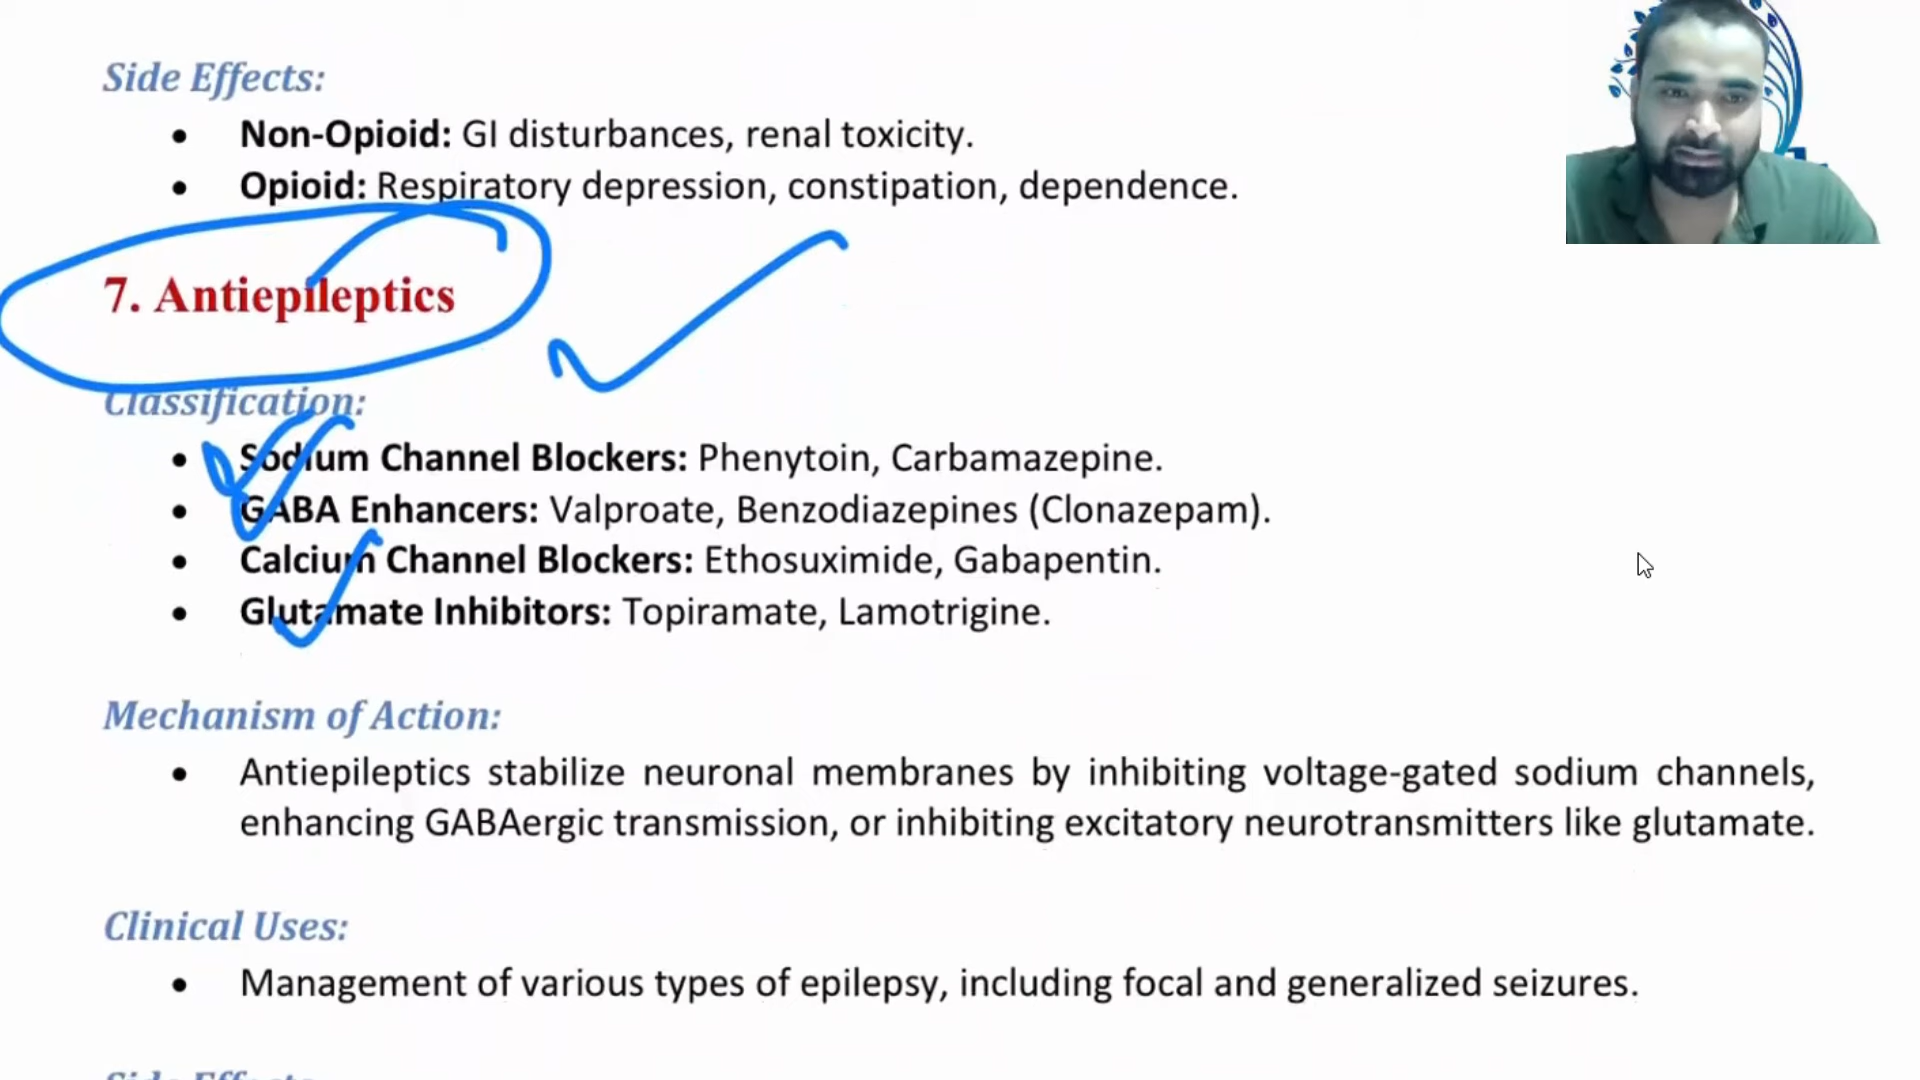 Side Effects:
• Non-Opioid: GI disturbances, renal toxicity.
• Opioid: Respiratory depression, constipation, dependence.
7. Antiepileptics
Classification:
• Sodium Channel Blockers: Phenytoin, Carbamazepine.
• GABA Enhancers: Valproate, Benzodiazepines (Clonazepam).
• Calcium Channel Blockers: Ethosuximide, Gabapentin.
• Glutamate Inhibitors: Topiramate, Lamotrigine.
Mechanism of Action:
• Antiepileptics stabilize neuronal membranes by inhibiting voltage-gated sodium channels,
enhancing GABAergic transmission, or inhibiting excitatory neurotransmitters like glutamate.
Clinical Uses:
• Management of various types of epilepsy, including focal and generalized seizures.
Side Effects